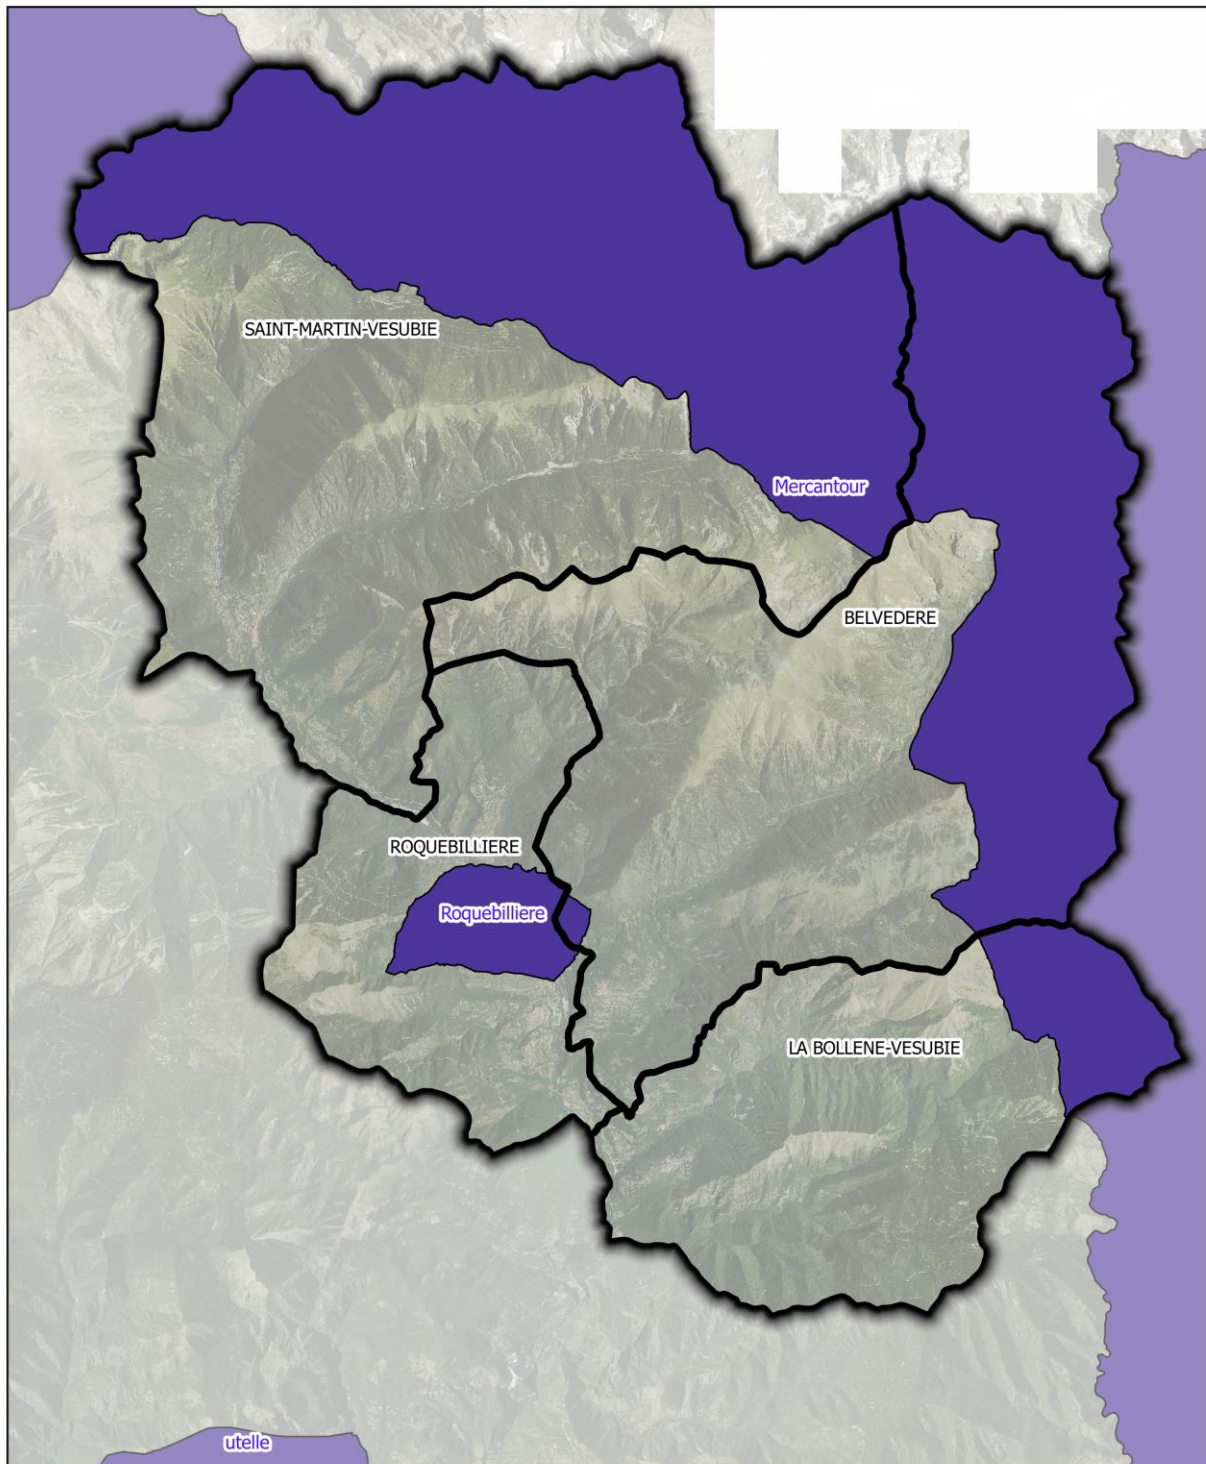 SAINT-MARTIN-VESUBIE
Mercantour
BELVEDERE
ROQUEBILLIERE
Roquebilliere
LA BOLLENE-VESUBIE
utelle